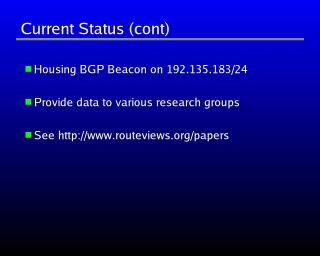 Current Status (cont)
Housing BGP Beacon on 192.135.183/24
Provide data to various research groups
See http://www.routeviews.org/papers